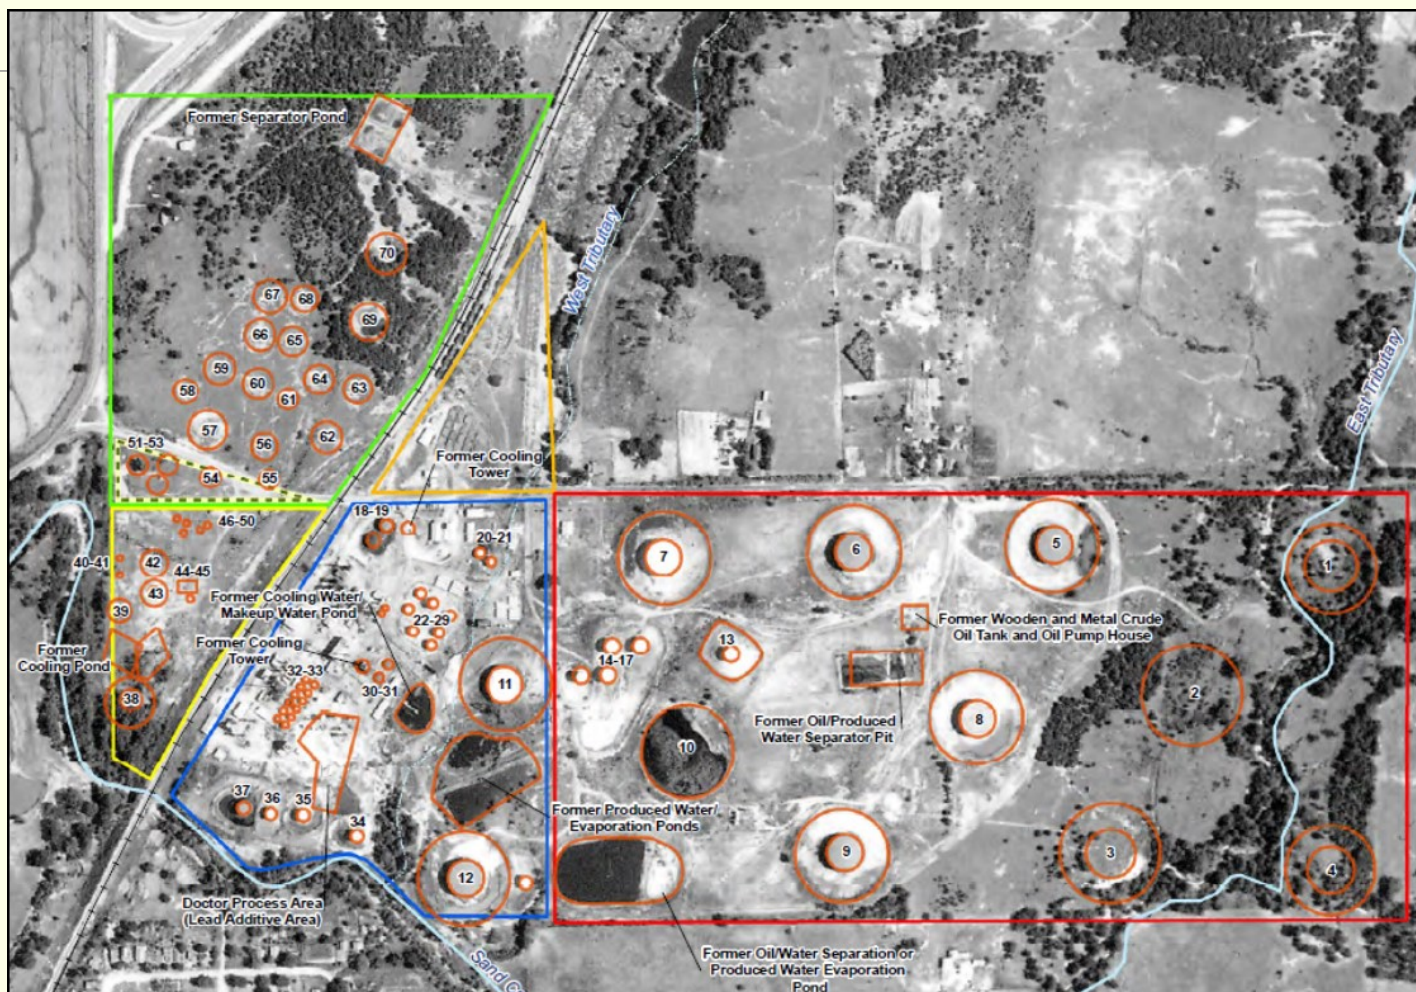 Former Separator Pond
70
West Tributary
67
68
69
66
65
59
60
64
63
58
61
East Tributary
57
56
62
51-53
54
55
Former Cooling
Tower
18-19
46-50
20-21
40-41
42
44-45
43
39
7
6
5
1
Former Cooling Water/
Makeup Water Pond
22-29
Former Wooden and Metal Crude
Oil Tank and Oil Pump House
Former
Cooling Pond
Former Cooling
Tower
32-33
30-31
38
11
13
14-17
2
8
Former Oil/Produced
Water Separator Pit
10
37
36
35
34
Former Produced Water/
Evaporation Ponds
12
9
3
4
Doctor Process Area
(Lead Additive Area)
Sand
Former Oil/Water Separation or
Produced Water Evaporation
Pond